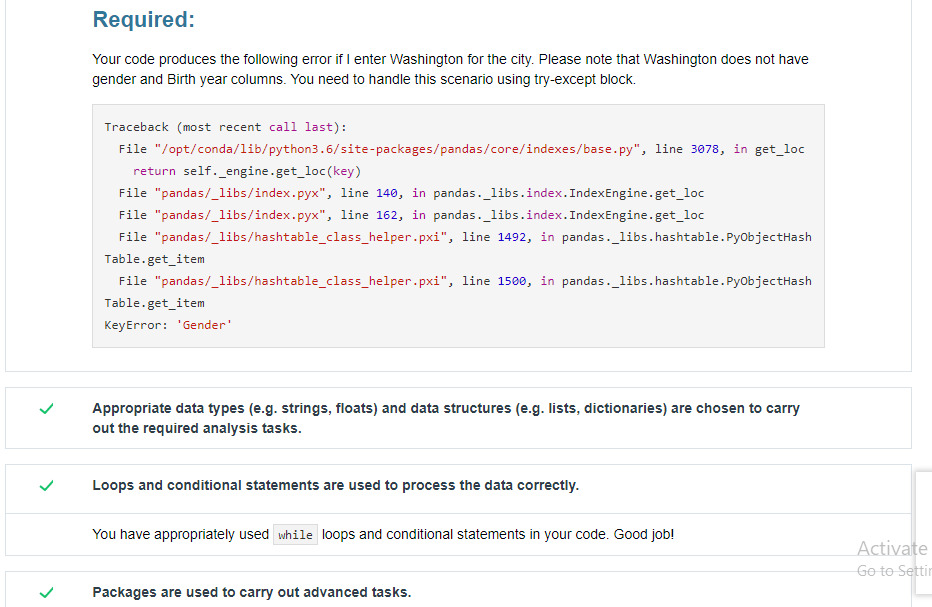 Required:
Your code produces the following error if I enter Washington for the city. Please note that Washington does not have
gender and Birth year columns. You need to handle this scenario using try-except block.
Traceback (most recent call last):
File "/opt/conda/lib/python3.6/site-packages/pandas/core/indexes/base.py", line 3078, in get_loc
return self._engine.get_loc(key)
File "pandas/_libs/index.pyx", line 140, in pandas._libs.index.IndexEngine.get_loc
File "pandas/_libs/index.pyx", line 162, in pandas._libs.index.IndexEngine.get_loc
File "pandas/_libs/hashtable_class_helper.pxi", line 1492, in pandas._libs.hashtable.PyObjectHash
Table.get_item
File "pandas/_libs/hashtable_class_helper.pxi", line 1500, in pandas._libs.hashtable.PyObjectHash
Table.get_item
KeyError: 'Gender'
Appropriate data types (e.g. strings, floats) and data structures (e.g. lists, dictionaries) are chosen to carry
out the required analysis tasks.
Loops and conditional statements are used to process the data correctly.
You have appropriately used while loops and conditional statements in your code. Good job!
Activate
Go to Settin
Packages are used to carry out advanced tasks.